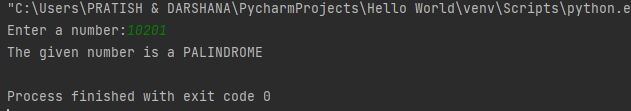 "C:\Users\PRATISH & DARSHANA\PycharmProjects\Hello World\venv\Scripts\python.e
Enter a number:10201
The given number is a PALINDROME
Process finished with exit code 0